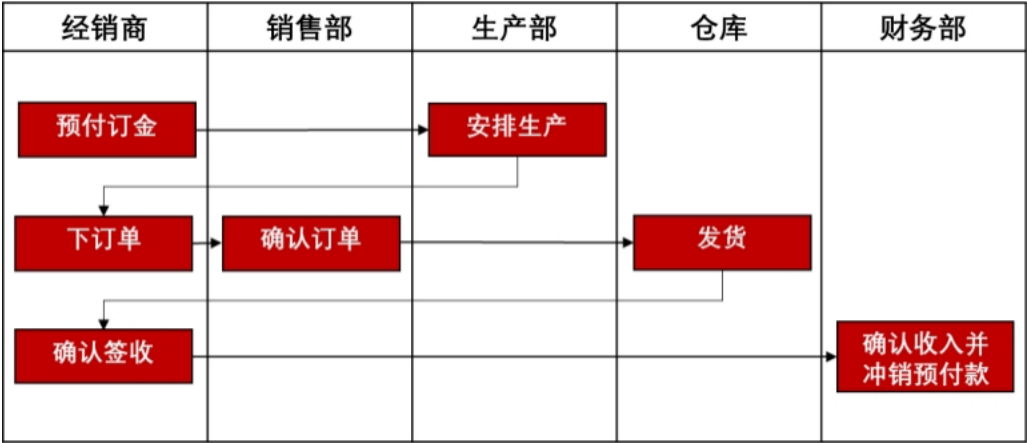 经销商
销售部
生产部
仓库
财务部
预付订金
安排生产
下订单
确认订单
发货
确认签收
确认收入并
冲销预付款